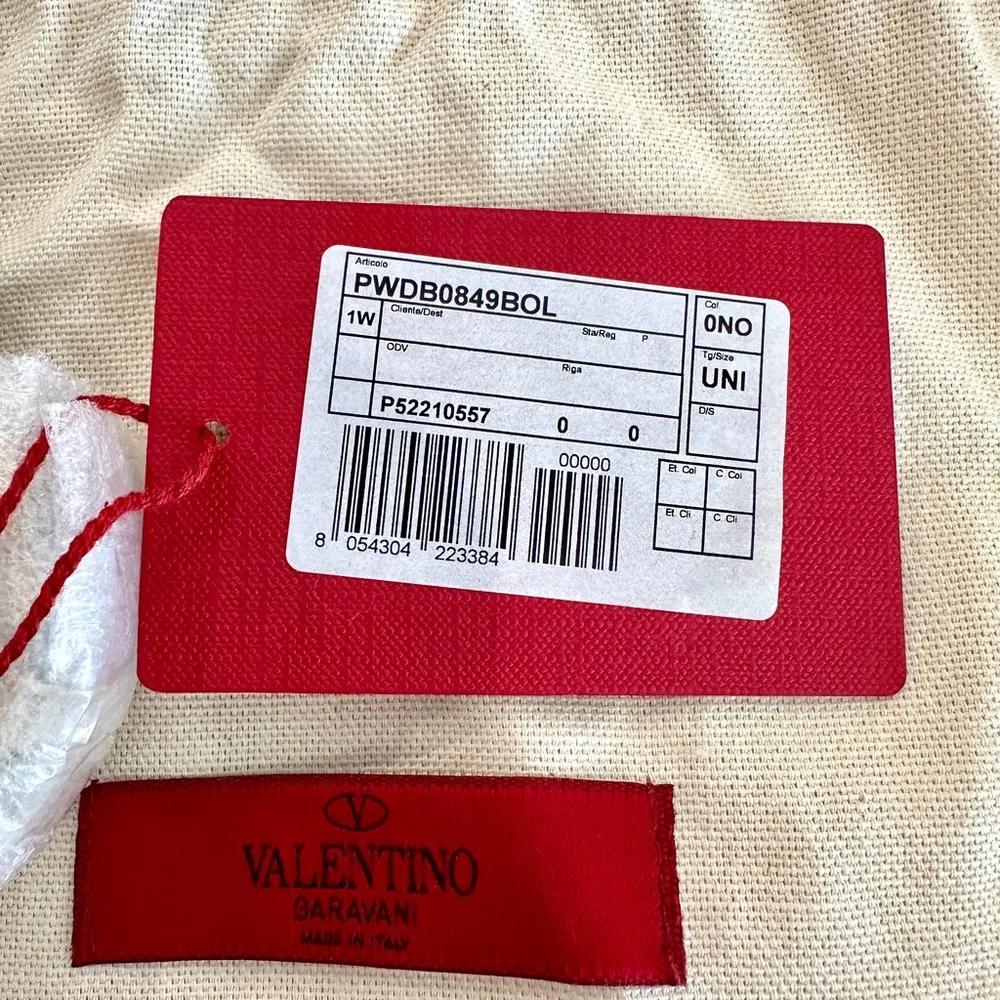 Articolo
PWDB0849BOL
Col
0NO
1W
Cliente/Dest
Sta/Reg
P
Tg/Size
UNI
ODV
Riga
D/S
P52210557 0 0
00000
8 054304 223384
Et. Col
C. Col
Et. Cli
C. Cli
V
VALENTINO
GARAVANI
MADE IN ITALY